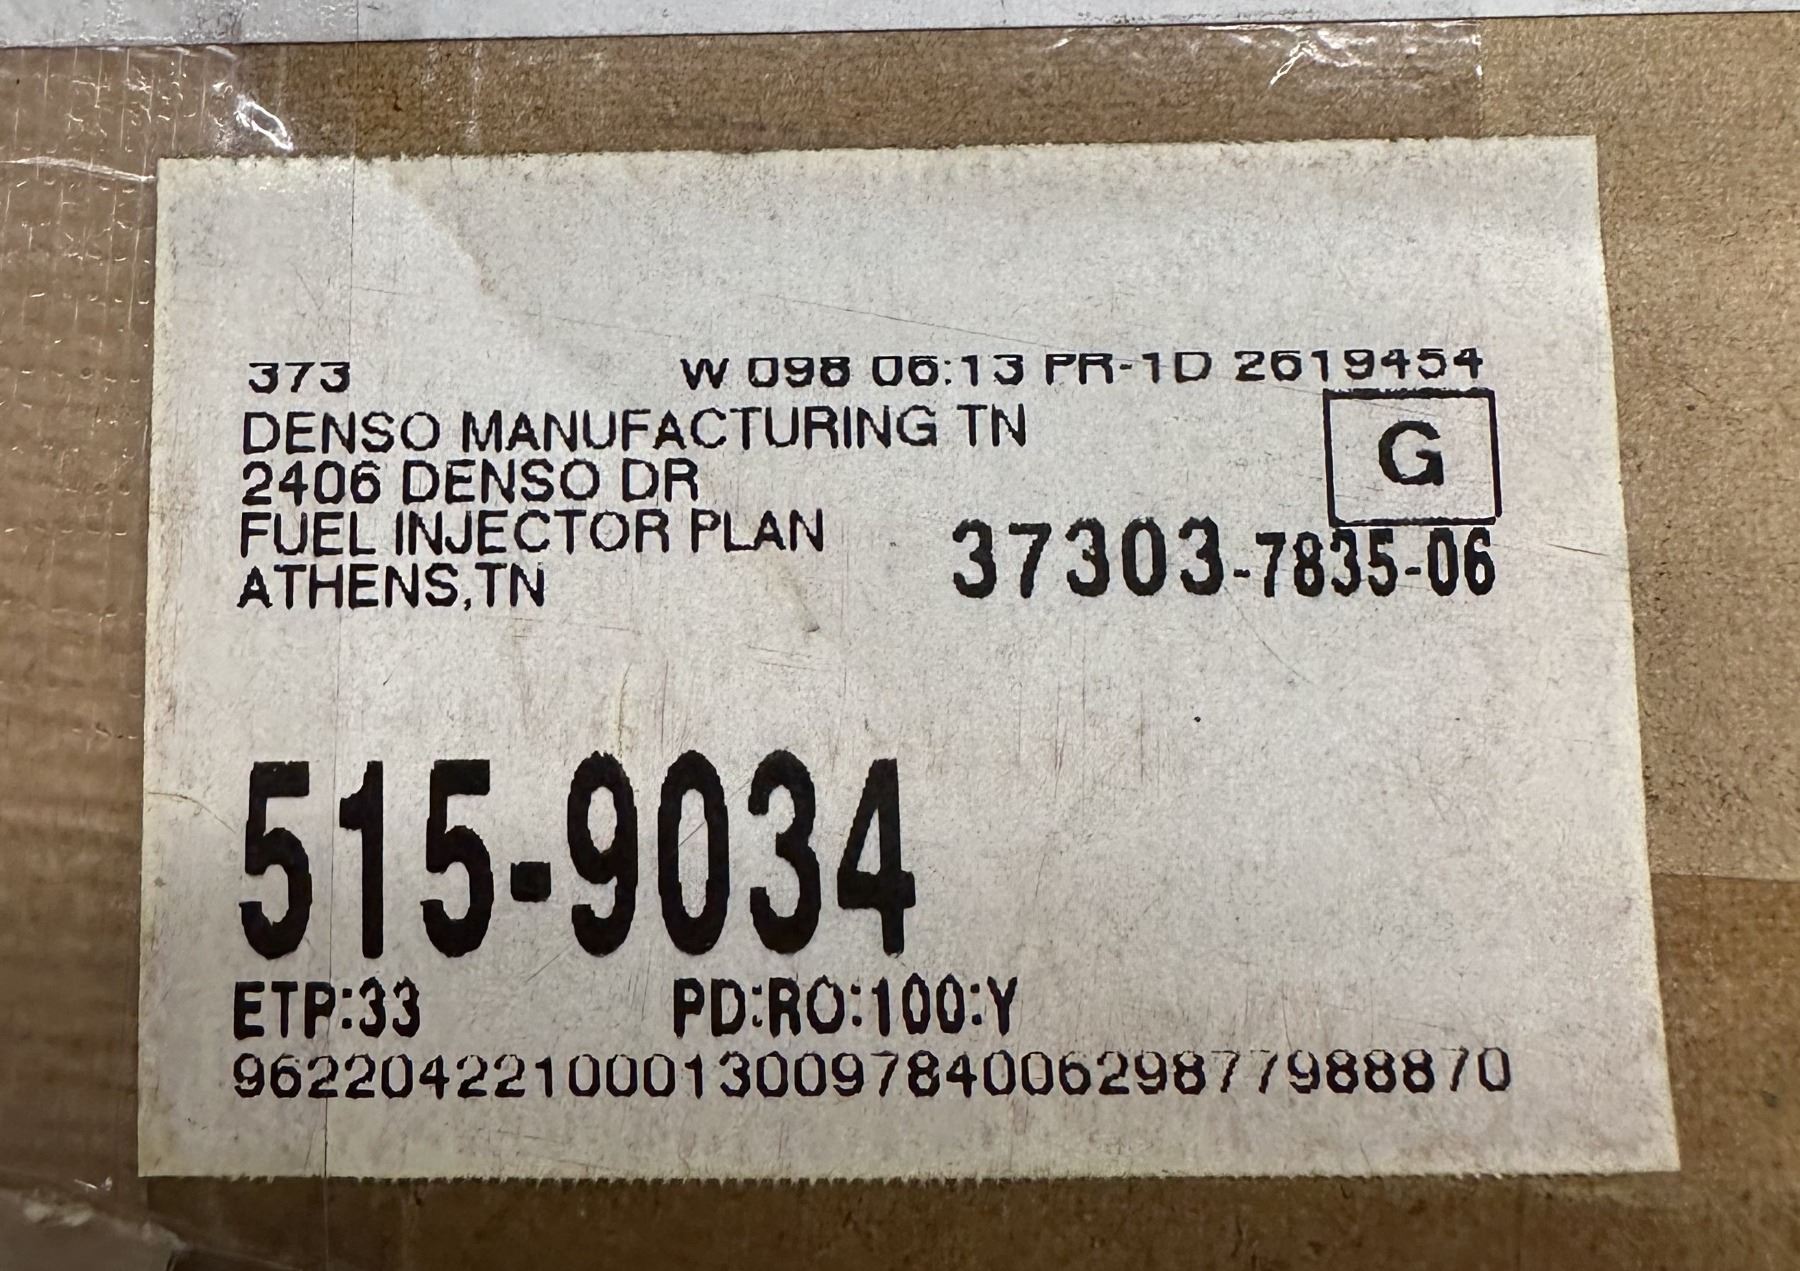 373 W 098 06:13 PR-1D 2619454
DENSO MANUFACTURING TN
G
2406 DENSO DR
FUEL INJECTOR PLAN
37303-7835-06
ATHENS,TN
515-9034
ETP:33 PD:RO:100:Y
9622042210001300978400629877988870